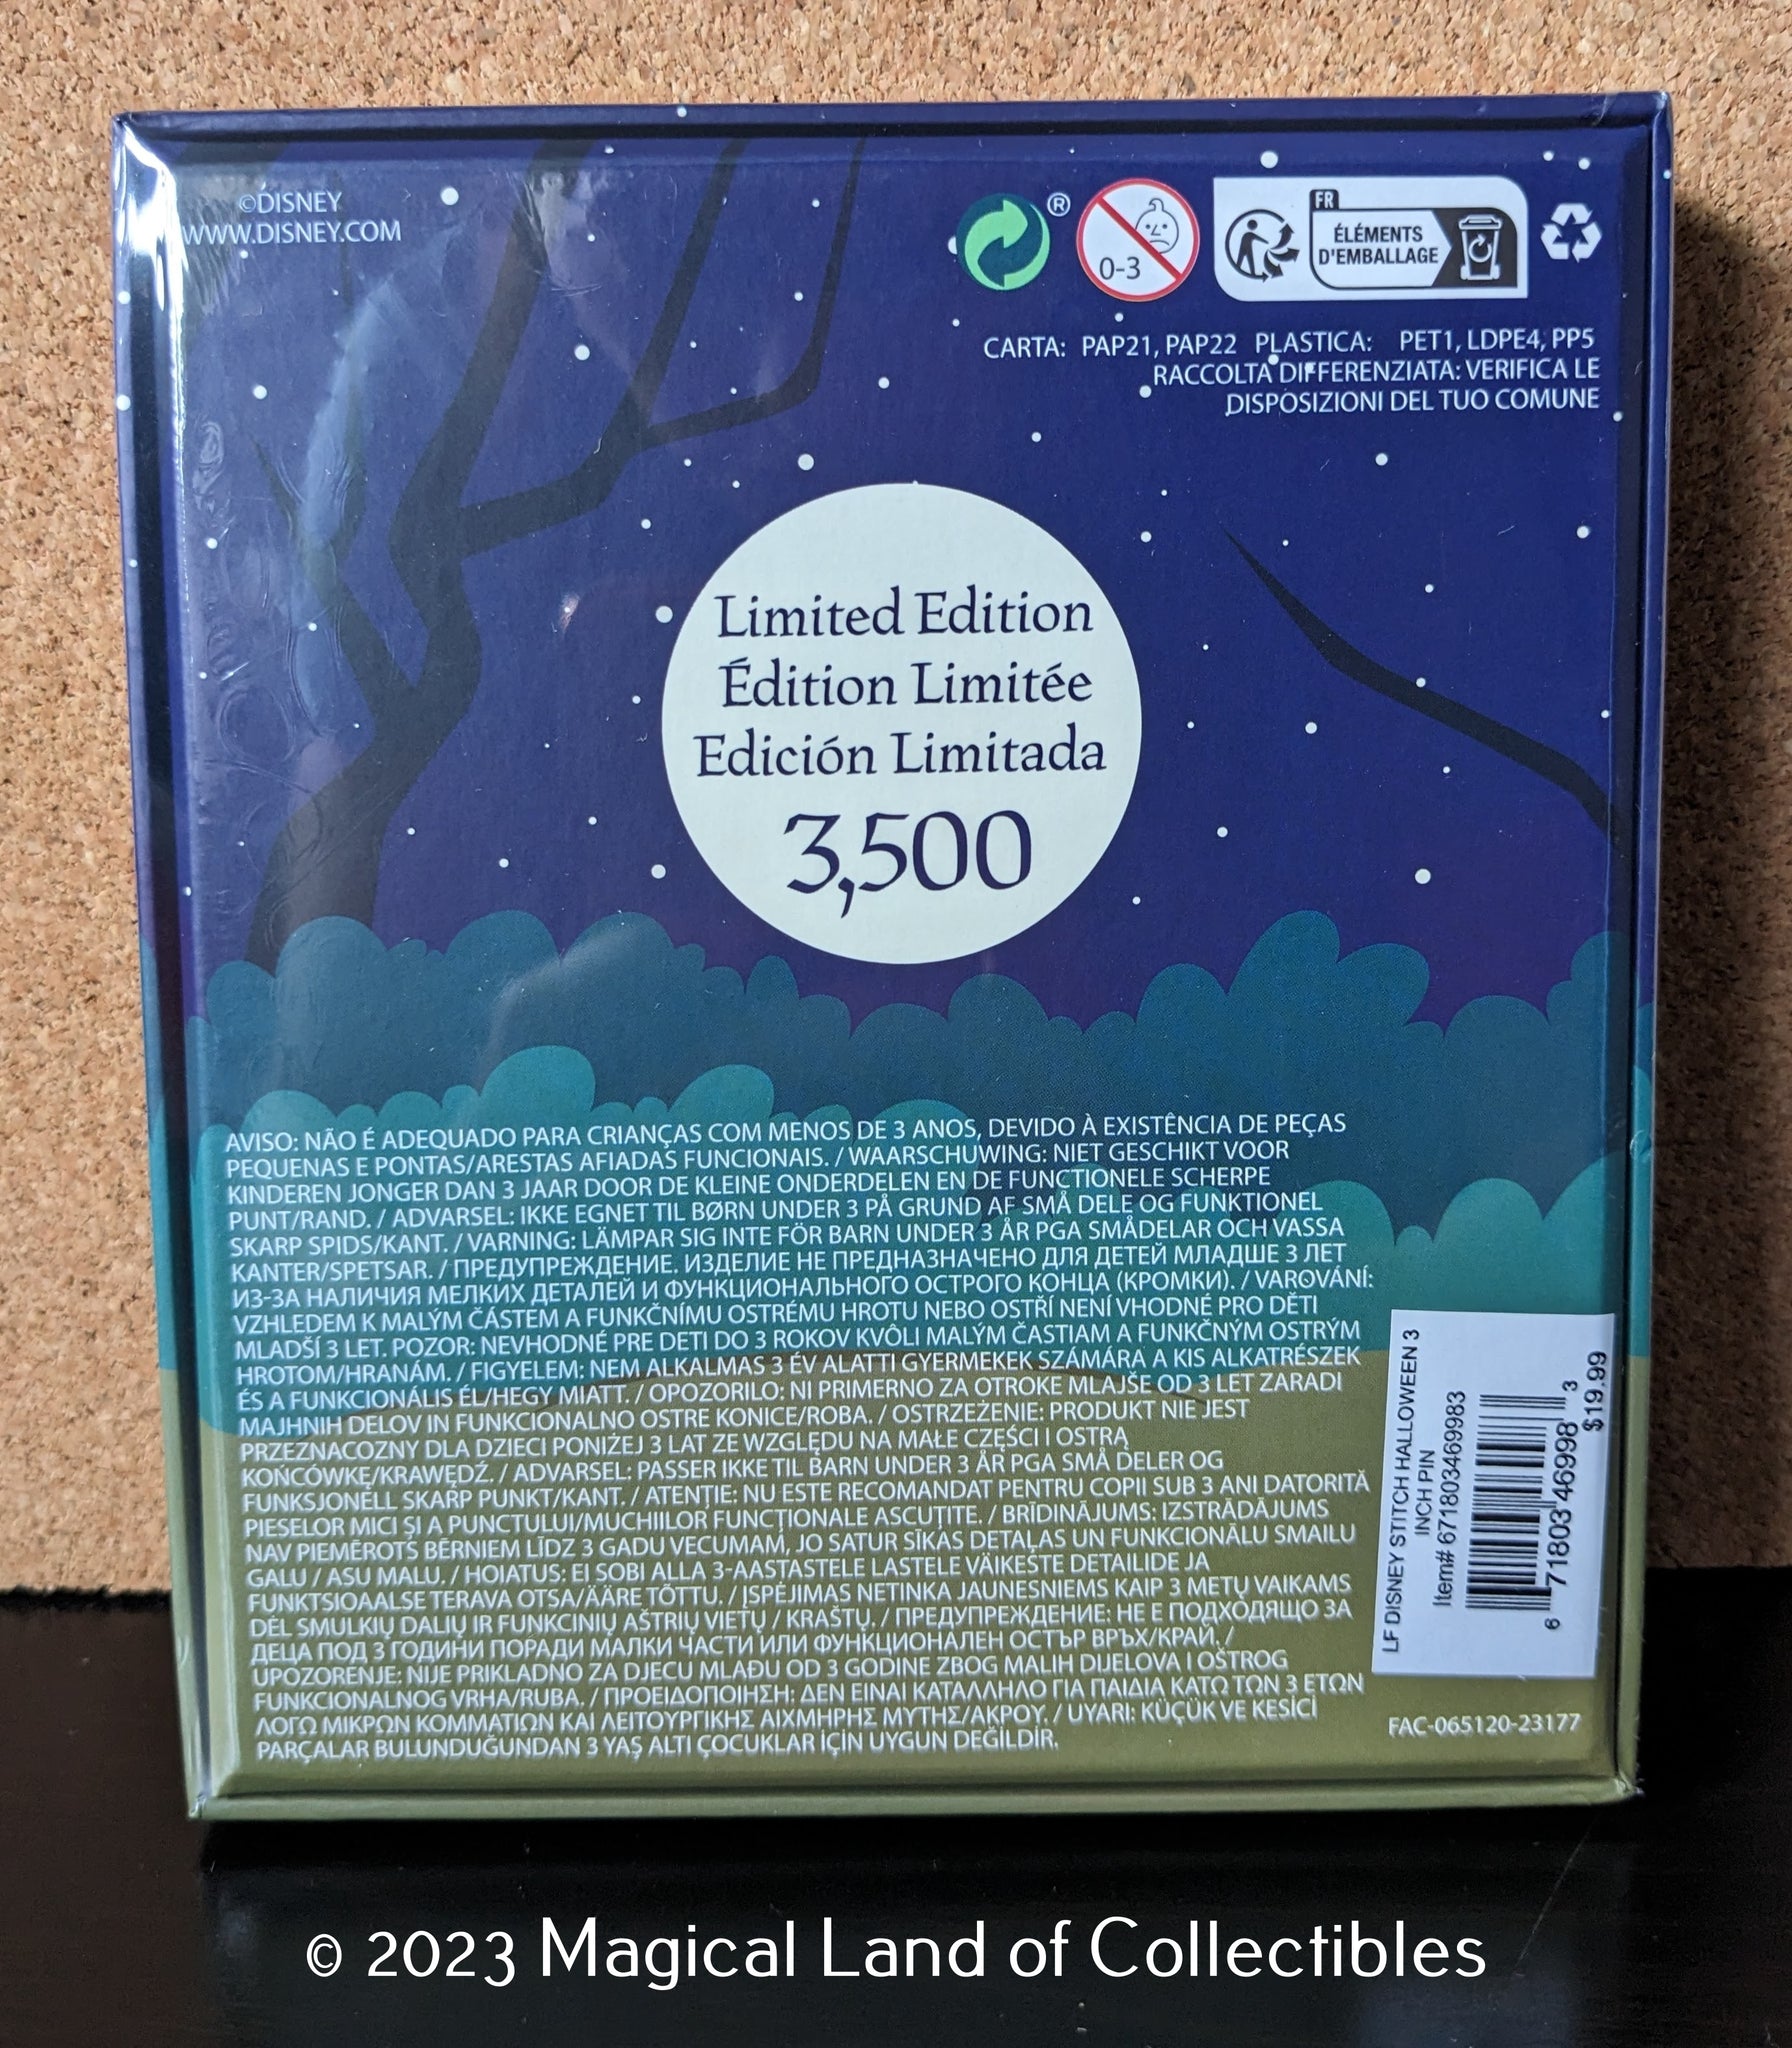 ©DISNEY
WWW.DISNEY.COM
®
0-3
FR
ÉLÉMENTS
D'EMBALLAGE
CARTA: PAP21, PAP22 PLASTICA: PET1, LDPE4, PP5
RACCOLTA DIFFERENZIATA: VERIFICA LE
DISPOSIZIONI DEL TUO COMUNE
Limited Edition
Édition Limitée
Edición Limitada
3,500
AVISO: NÃO É ADEQUADO PARA CRIANÇAS COM MENOS DE 3 ANOS, DEVIDO À EXISTÊNCIA DE PEÇAS
PEQUENAS E PONTAS/ARESTAS AFIADAS FUNCIONAIS. / WAARSCHUWING: NIET GESCHIKT VOOR
KINDEREN JONGER DAN 3 JAAR DOOR DE KLEINE ONDERDELEN EN DE FUNCTIONELE SCHERPE
PUNT/RAND. / ADVARSEL: IKKE EGNET TIL BØRN UNDER 3 PÅ GRUND AF SMÅ DELE OG FUNKTIONEL
SKARP SPIDS/KANT. / VARNING: LÄMPAR SIG INTE FÖR BARN UNDER 3 ÅR PGA SMÅDELAR OCH VASSA
KANTER/SPETSAR. / ПРЕДУПРЕЖДЕНИЕ. ИЗДЕЛИЕ НЕ ПРЕДНАЗНАЧЕНО ДЛЯ ДЕТЕЙ МЛАДШЕ 3 ЛЕТ
ИЗ-ЗА НАЛИЧИЯ МЕЛКИХ ДЕТАЛЕЙ И ФУНКЦИОНАЛЬНОГО ОСТРОГО КОНЦА (КРОМКИ). / VAROVÁNÍ:
VZHLEDEM K MALÝM ČÁSTEM A FUNKČNÍMU OSTRÉMU HROTU NEBO OSTŘÍ NENÍ VHODNÉ PRO DĚTI
MLADŠÍ 3 LET. POZOR: NEVHODNÉ PRE DETI DO 3 ROKOV KVÔLI MALÝM ČASTIAM A FUNKČNÝM OSTRÝM
HROTOM/HRANÁM. / FIGYELEM: NEM ALKALMAS 3 ÉV ALATTI GYERMEKEK SZÁMÁRA A KIS ALKATRÉSZEK
ÉS A FUNKCIONÁLIS ÉL/HEGY MIATT. / OPOZORILO: NI PRIMERNO ZA OTROKE MLAJŠE OD 3 LET ZARADI
MAJHNIH DELOV IN FUNKCIONALNO OSTRE KONICE/ROBA. / OSTRZEŻENIE: PRODUKT NIE JEST
PRZEZNACOZNY DLA DZIECI PONIŻEJ 3 LAT ZE WZGLĘDU NA MAŁE CZĘŚCI I OSTRĄ
KOŃCÓWKĘ/KRAWĘDŹ. / ADVARSEL: PASSER IKKE TIL BARN UNDER 3 ÅR PGA SMÅ DELER OG
FUNKSJONELL SKARP PUNKT/KANT. / ATENȚIE: NU ESTE RECOMANDAT PENTRU COPII SUB 3 ANI DATORITĂ
PIESELOR MICI ȘI A PUNCTULUI/MUCHIILOR FUNCȚIONALE ASCUȚITE. / BRĪDINĀJUMS: IZSTRĀDĀJUMS
NAV PIEMĒROTS BĒRNIEM LĪDZ 3 GADU VECUMAM, JO SATUR SĪKAS DETAĻAS UN FUNKCIONĀLU SMAILU
GALU / ASU MALU. / HOIATUS: EI SOBI ALLA 3-AASTASTELE LASTELE VÄIKESTE DETAILIDE JA
FUNKTSIOAALSE TERAVA OTSA/ÄÄRE TÕTTU. / ĮSPĖJIMAS NETINKA JAUNESNIEMS KAIP 3 METŲ VAIKAMS
DĖL SMULKIŲ DALIŲ IR FUNKCINIŲ AŠTRIŲ VIETŲ / KRAŠTŲ. / ПРЕДУПРЕЖДЕНИЕ: НЕ Е ПОДХОДЯЩО ЗА
ДЕЦА ПОД 3 ГОДИНИ ПОРАДИ МАЛКИ ЧАСТИ ИЛИ ФУНКЦИОНАЛЕН ОСТЪР ВРЪХ/КРАЙ. /
UPOZORENJE: NIJE PRIKLADNO ZA DJECU MLAĐU OD 3 GODINE ZBOG MALIH DIJELOVA I OŠTROG
FUNKCIONALNOG VRHA/RUBA. / ΠΡΟΕΙΔΟΠΟΙΗΣΗ: ΔΕΝ ΕΙΝΑΙ ΚΑΤΑΛΛΗΛΟ ΓΙΑ ΠΑΙΔΙΑ ΚΑΤΩ ΤΩΝ 3 ΕΤΩΝ
ΛΟΓΩ ΜΙΚΡΩΝ ΚΟΜΜΑΤΙΩΝ ΚΑΙ ΛΕΙΤΟΥΡΓΙΚΗΣ ΑΙΧΜΗΡΗΣ ΜΥΤΗΣ/ΑΚΡΟΥ. / UYARI: KÜÇÜK VE KESİCİ
PARÇALAR BULUNDUĞUNDAN 3 YAŞ ALTI ÇOCUKLAR İÇİN UYGUN DEĞİLDİR.
LF DISNEY STITCH HALLOWEEN 3
INCH PIN
Item# 671803469983
6 71803 46998 3
$19.99
FAC-065120-23177
© 2023 Magical Land of Collectibles